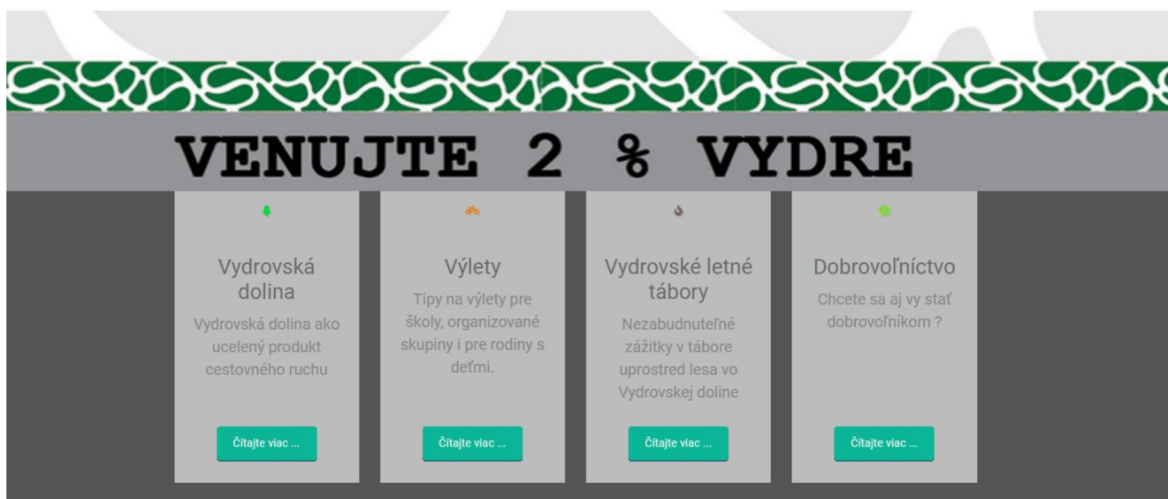 VENUJTE 2 % VYDRE
Vydrovská
dolina
Vydrovská dolina ako
ucelený produkt
cestovného ruchu
Čítajte viac ...
Výlety
Tipy na výlety pre
školy, organizované
skupiny i pre rodiny s
deťmi.
Čítajte viac ...
Vydrovské letné
tábory
Nezabudnuteľné
zážitky v tábore
uprostred lesa vo
Vydrovskej doline
Čítajte viac ...
Dobrovoľníctvo
Chcete sa aj vy stať
dobrovoľníkom ?
Čítajte viac ...